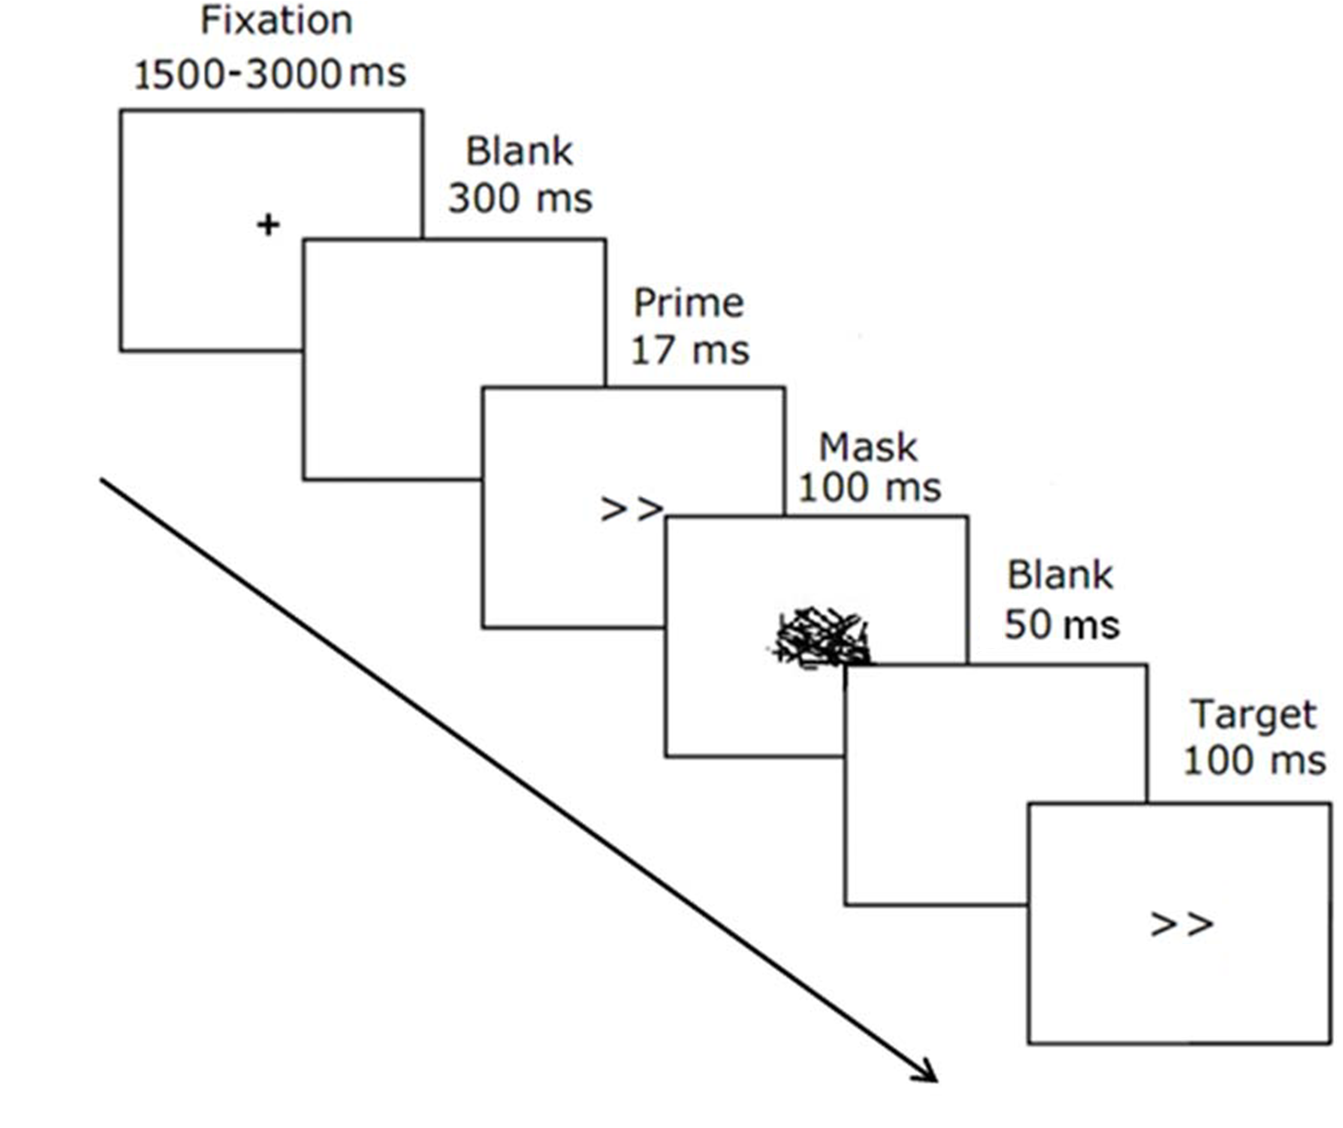 Fixation
1500-3000 ms
+
Blank
300 ms
Prime
17 ms
>>
Mask
100 ms
Blank
50 ms
Target
100 ms
>>